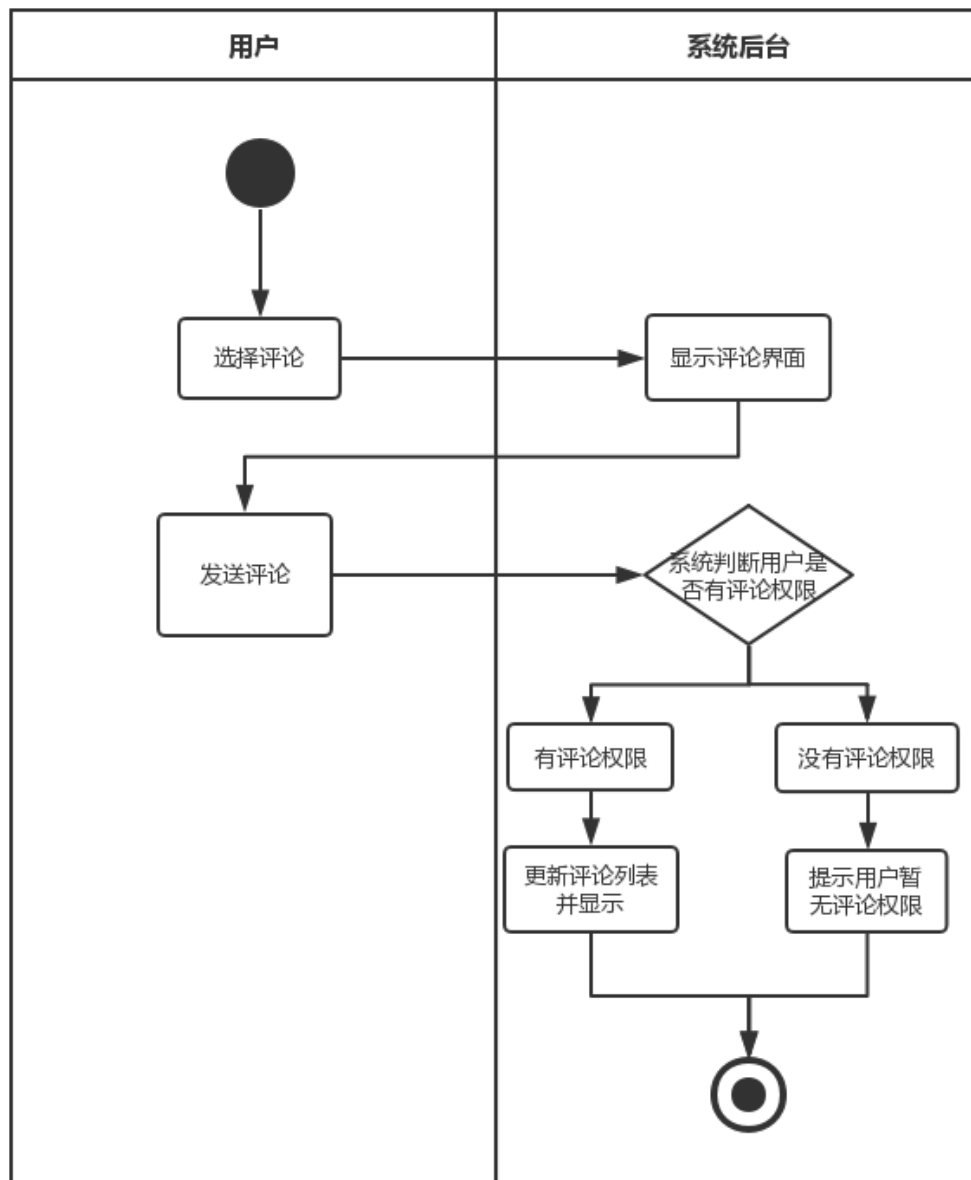 用户
系统后台
选择评论
显示评论界面
发送评论
系统判断用户是
否有评论权限
有评论权限
没有评论权限
更新评论列表
并显示
提示用户暂
无评论权限